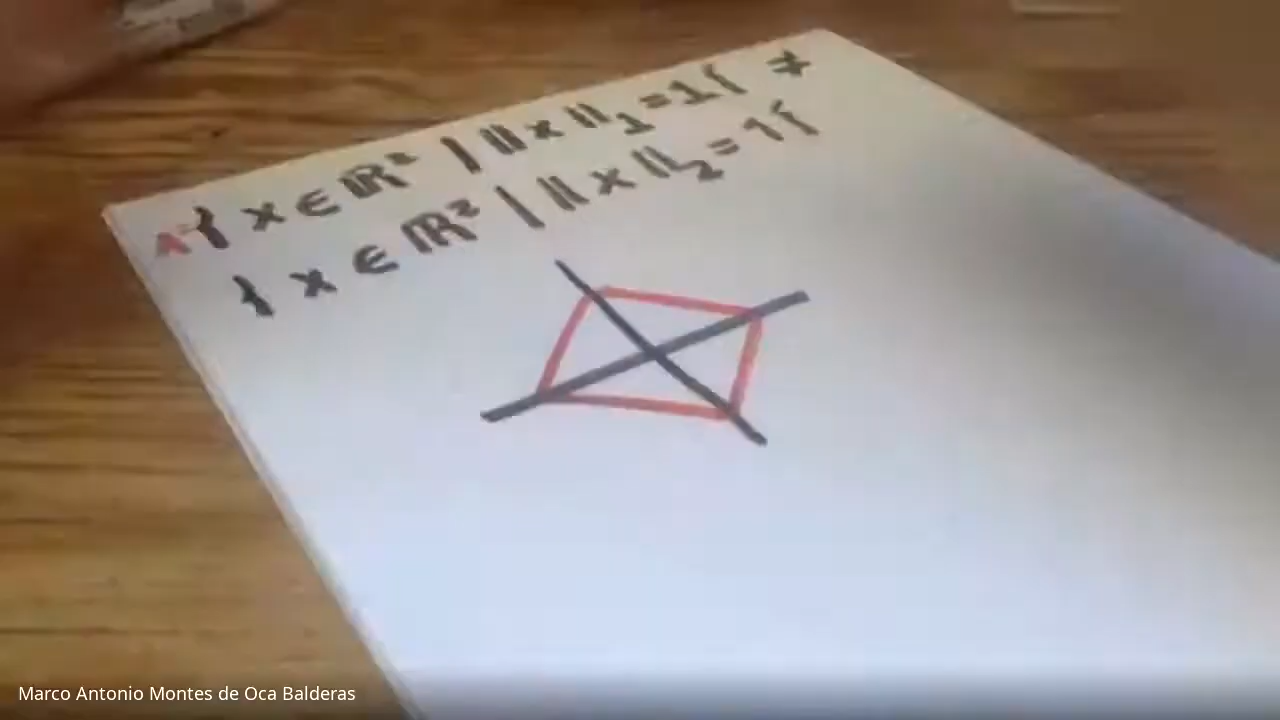 A={x∈ℝ² | ||x||₁=1} ≠
{x∈ℝ² | ||x||₂=1}
Marco Antonio Montes de Oca Balderas